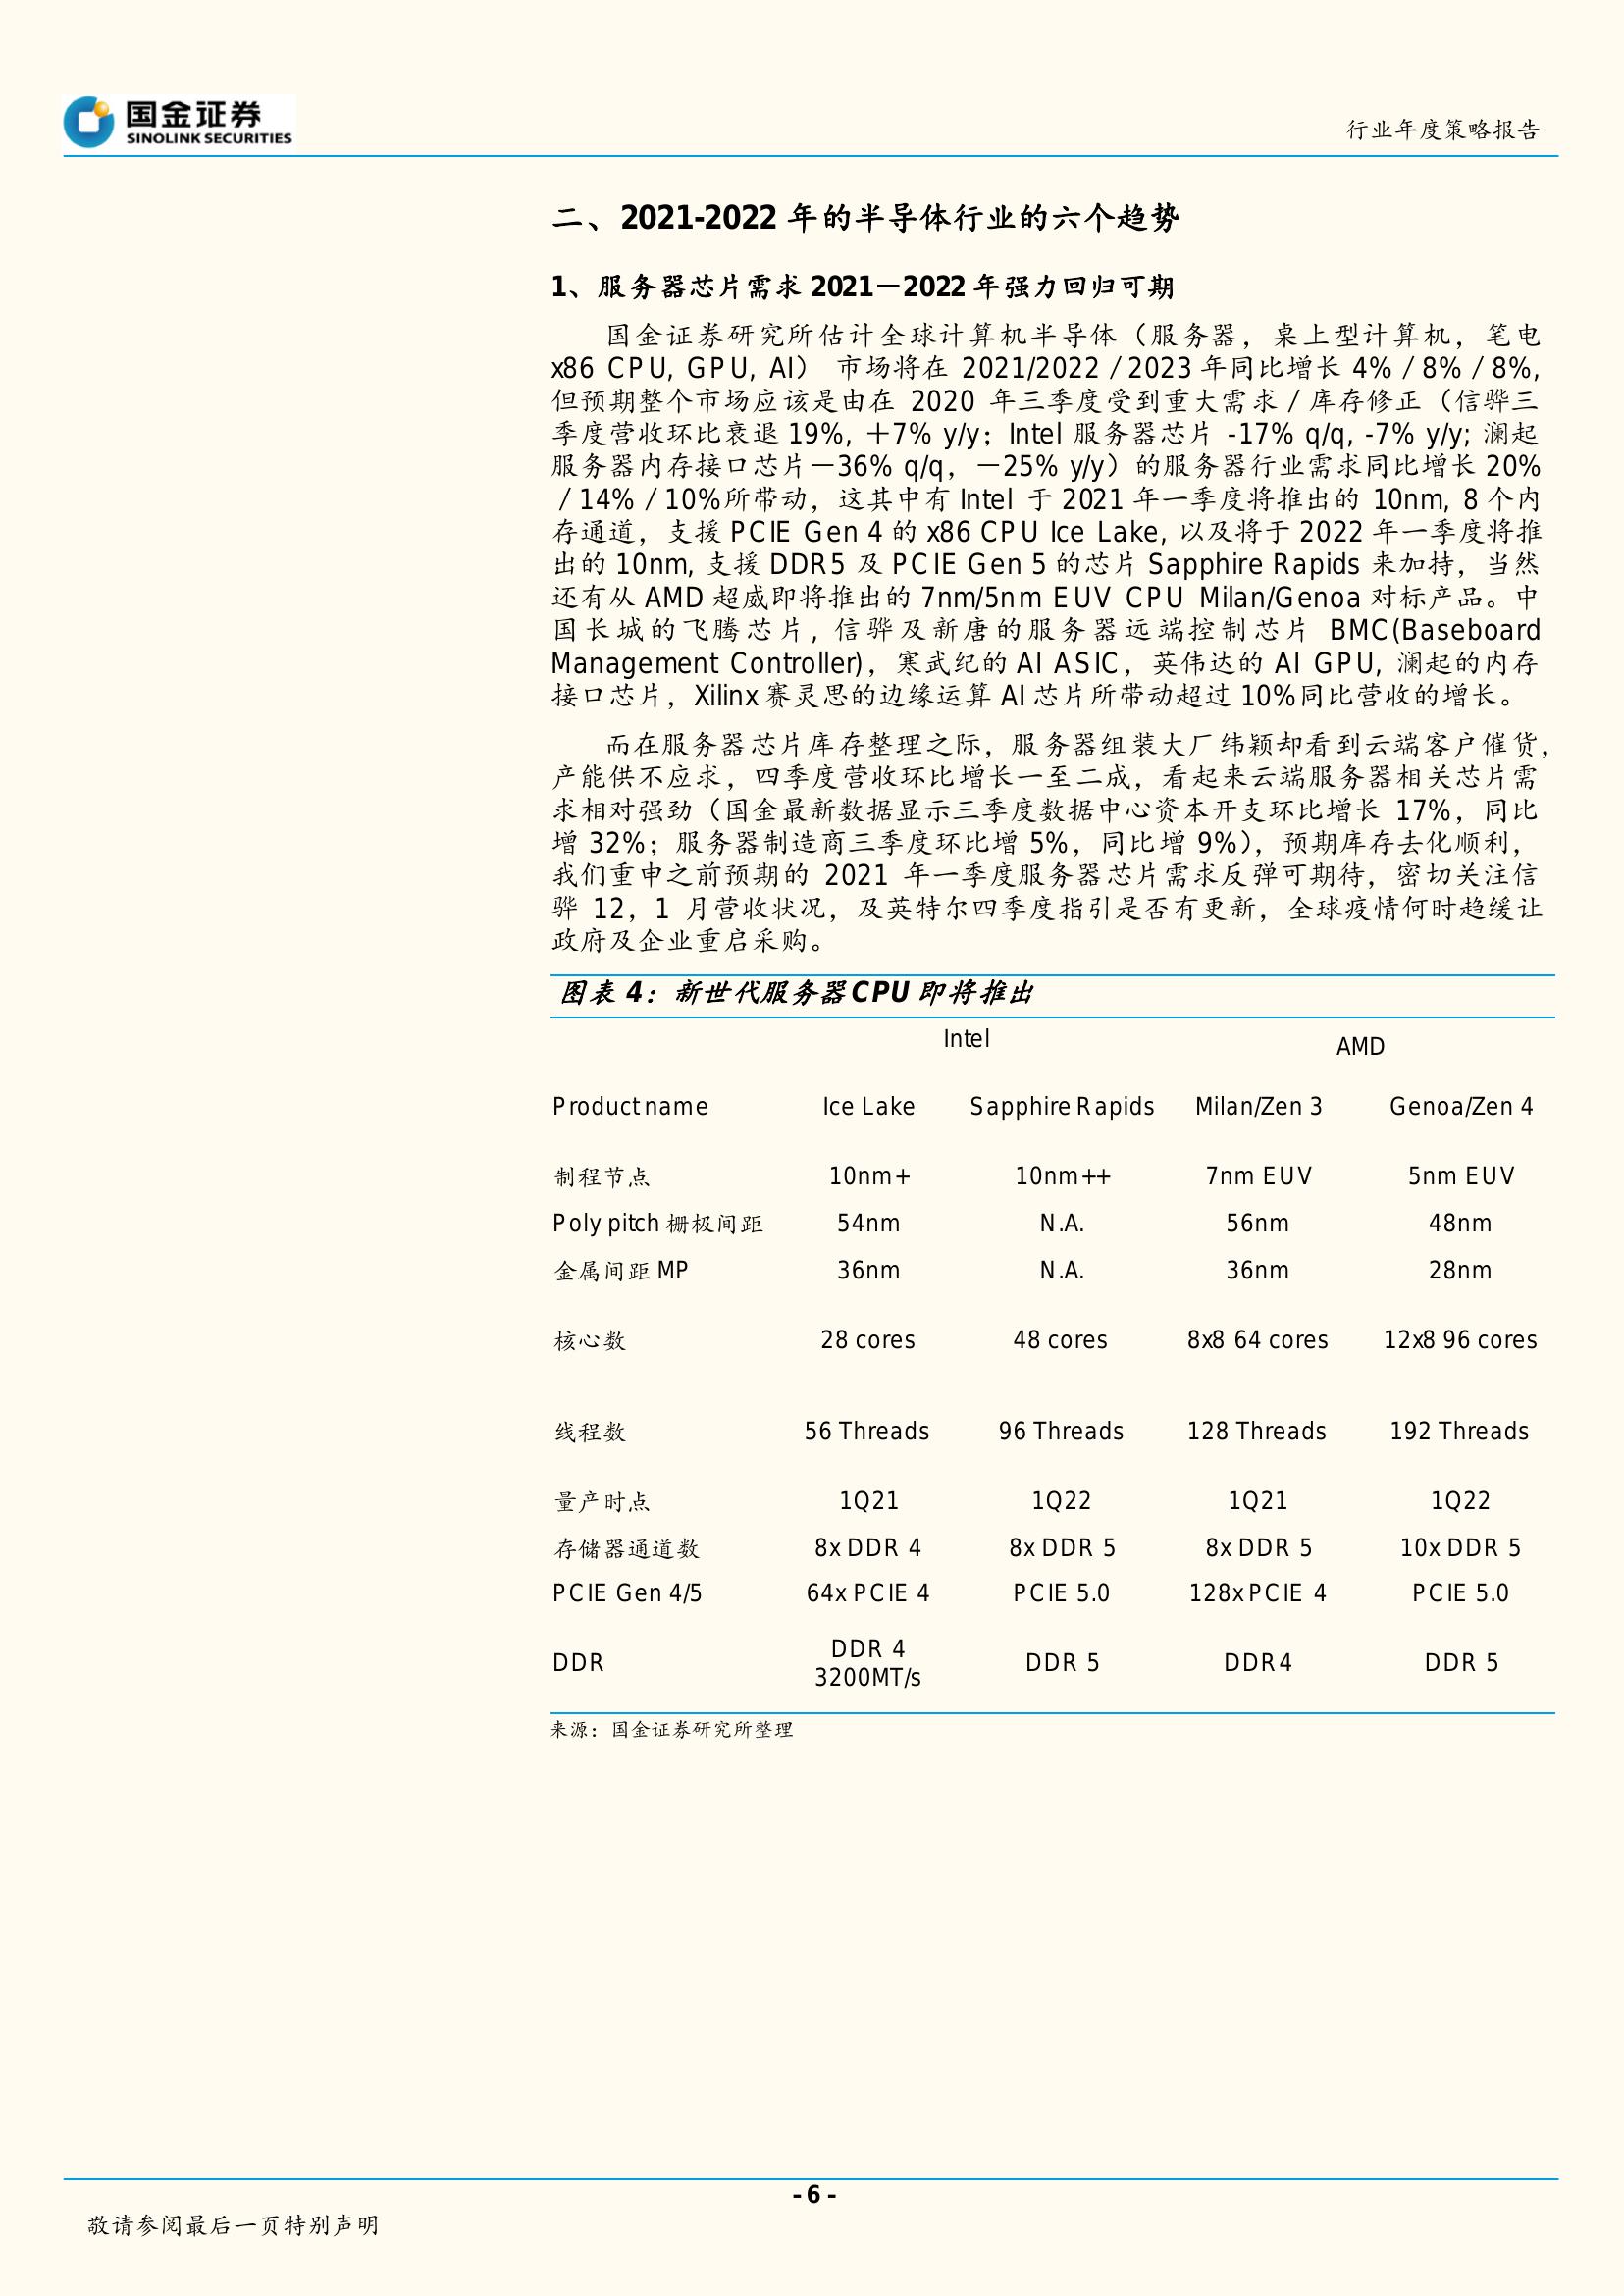 国金证券
SINOLINK SECURITIES
行业年度策略报告
二、2021-2022 年的半导体行业的六个趋势
1、服务器芯片需求 2021－2022 年强力回归可期
国金证券研究所估计全球计算机半导体（服务器，桌上型计算机，笔电
x86 CPU, GPU, AI） 市场将在 2021/2022／2023 年同比增长 4%／8%／8%,
但预期整个市场应该是由在 2020 年三季度受到重大需求／库存修正（信骅三
季度营收环比衰退 19%, ＋7% y/y；Intel 服务器芯片 -17% q/q, -7% y/y; 澜起
服务器内存接口芯片－36% q/q，－25% y/y）的服务器行业需求同比增长 20%
／14%／10%所带动，这其中有 Intel 于 2021 年一季度将推出的 10nm, 8 个内
存通道，支援 PCIE Gen 4 的 x86 CPU Ice Lake, 以及将于 2022 年一季度将推
出的 10nm, 支援 DDR5 及 PCIE Gen 5 的芯片 Sapphire Rapids 来加持，当然
还有从 AMD 超威即将推出的 7nm/5nm EUV CPU Milan/Genoa 对标产品。中
国长城的飞腾芯片, 信骅及新唐的服务器远端控制芯片 BMC(Baseboard
Management Controller)，寒武纪的 AI ASIC，英伟达的 AI GPU, 澜起的内存
接口芯片，Xilinx 赛灵思的边缘运算 AI 芯片所带动超过 10%同比营收的增长。
而在服务器芯片库存整理之际，服务器组装大厂纬颖却看到云端客户催货，
产能供不应求，四季度营收环比增长一至二成，看起来云端服务器相关芯片需
求相对强劲（国金最新数据显示三季度数据中心资本开支环比增长 17%，同比
增 32%；服务器制造商三季度环比增 5%，同比增 9%），预期库存去化顺利，
我们重申之前预期的 2021 年一季度服务器芯片需求反弹可期待，密切关注信
骅 12，1 月营收状况，及英特尔四季度指引是否有更新，全球疫情何时趋缓让
政府及企业重启采购。
图表 4：新世代服务器 CPU 即将推出
Intel AMD
Product name Ice Lake Sapphire Rapids Milan/Zen 3 Genoa/Zen 4
制程节点 10nm+ 10nm++ 7nm EUV 5nm EUV
Poly pitch 栅极间距 54nm N.A. 56nm 48nm
金属间距 MP 36nm N.A. 36nm 28nm
核心数 28 cores 48 cores 8x8 64 cores 12x8 96 cores
线程数 56 Threads 96 Threads 128 Threads 192 Threads
量产时点 1Q21 1Q22 1Q21 1Q22
存储器通道数 8x DDR 4 8x DDR 5 8x DDR 5 10x DDR 5
PCIE Gen 4/5 64x PCIE 4 PCIE 5.0 128x PCIE 4 PCIE 5.0
DDR DDR 4 3200MT/s DDR 5 DDR4 DDR 5
来源：国金证券研究所整理
- 6 -
敬请参阅最后一页特别声明